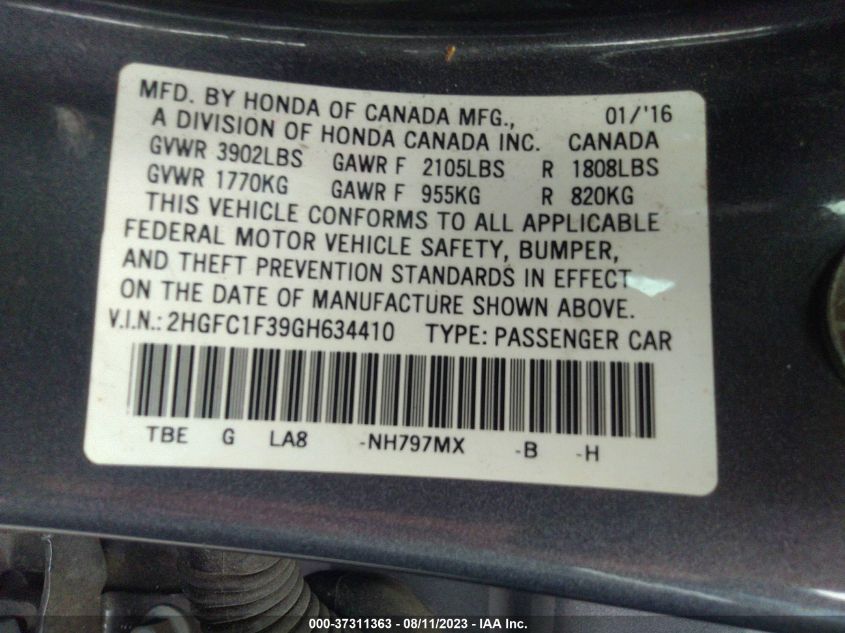 MFD. BY HONDA OF CANADA MFG., 01/'16
A DIVISION OF HONDA CANADA INC. CANADA
GVWR 3902LBS GAWR F 2105LBS R 1808LBS
GVWR 1770KG GAWR F 955KG R 820KG
THIS VEHICLE CONFORMS TO ALL APPLICABLE
FEDERAL MOTOR VEHICLE SAFETY, BUMPER,
AND THEFT PREVENTION STANDARDS IN EFFECT
ON THE DATE OF MANUFACTURE SHOWN ABOVE.
V.I.N.: 2HGFC1F39GH634410 TYPE: PASSENGER CAR
TBE G LA8 -NH797MX -B -H
000-37311363 - 08/11/2023 - IAA Inc.